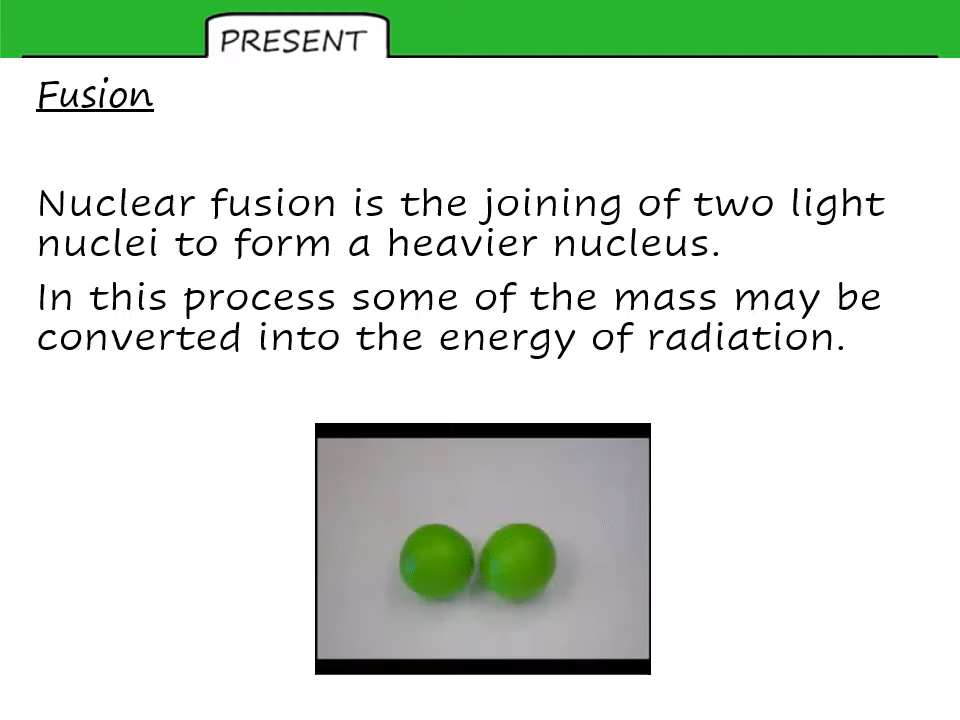 PRESENT
Fusion
Nuclear fusion is the joining of two light
nuclei to form a heavier nucleus.
In this process some of the mass may be
converted into the energy of radiation.